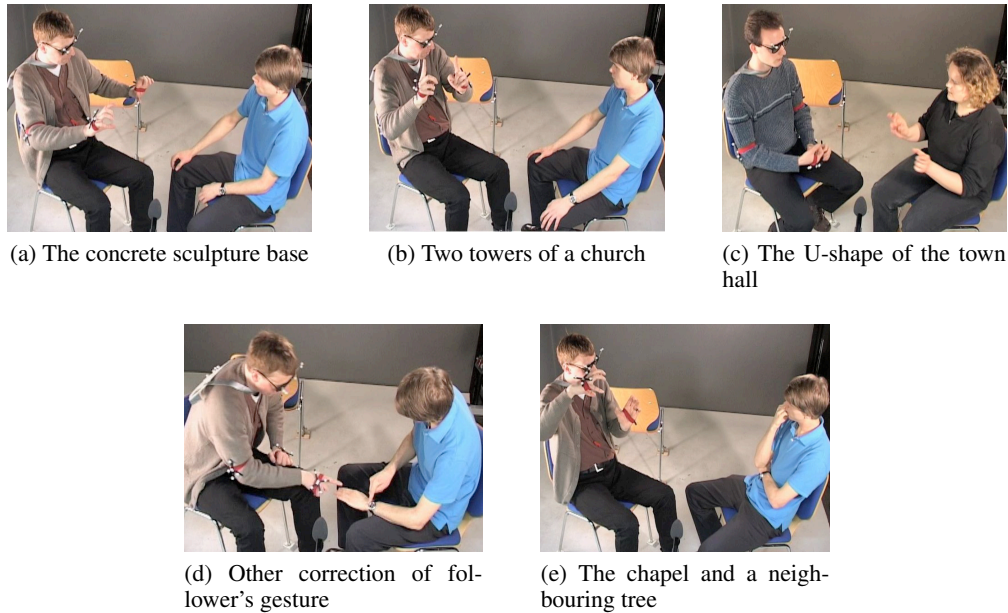 (a) The concrete sculpture base
(b) Two towers of a church
(c) The U-shape of the town
hall
(d) Other correction of fol-
lower's gesture
(e) The chapel and a neigh-
bouring tree